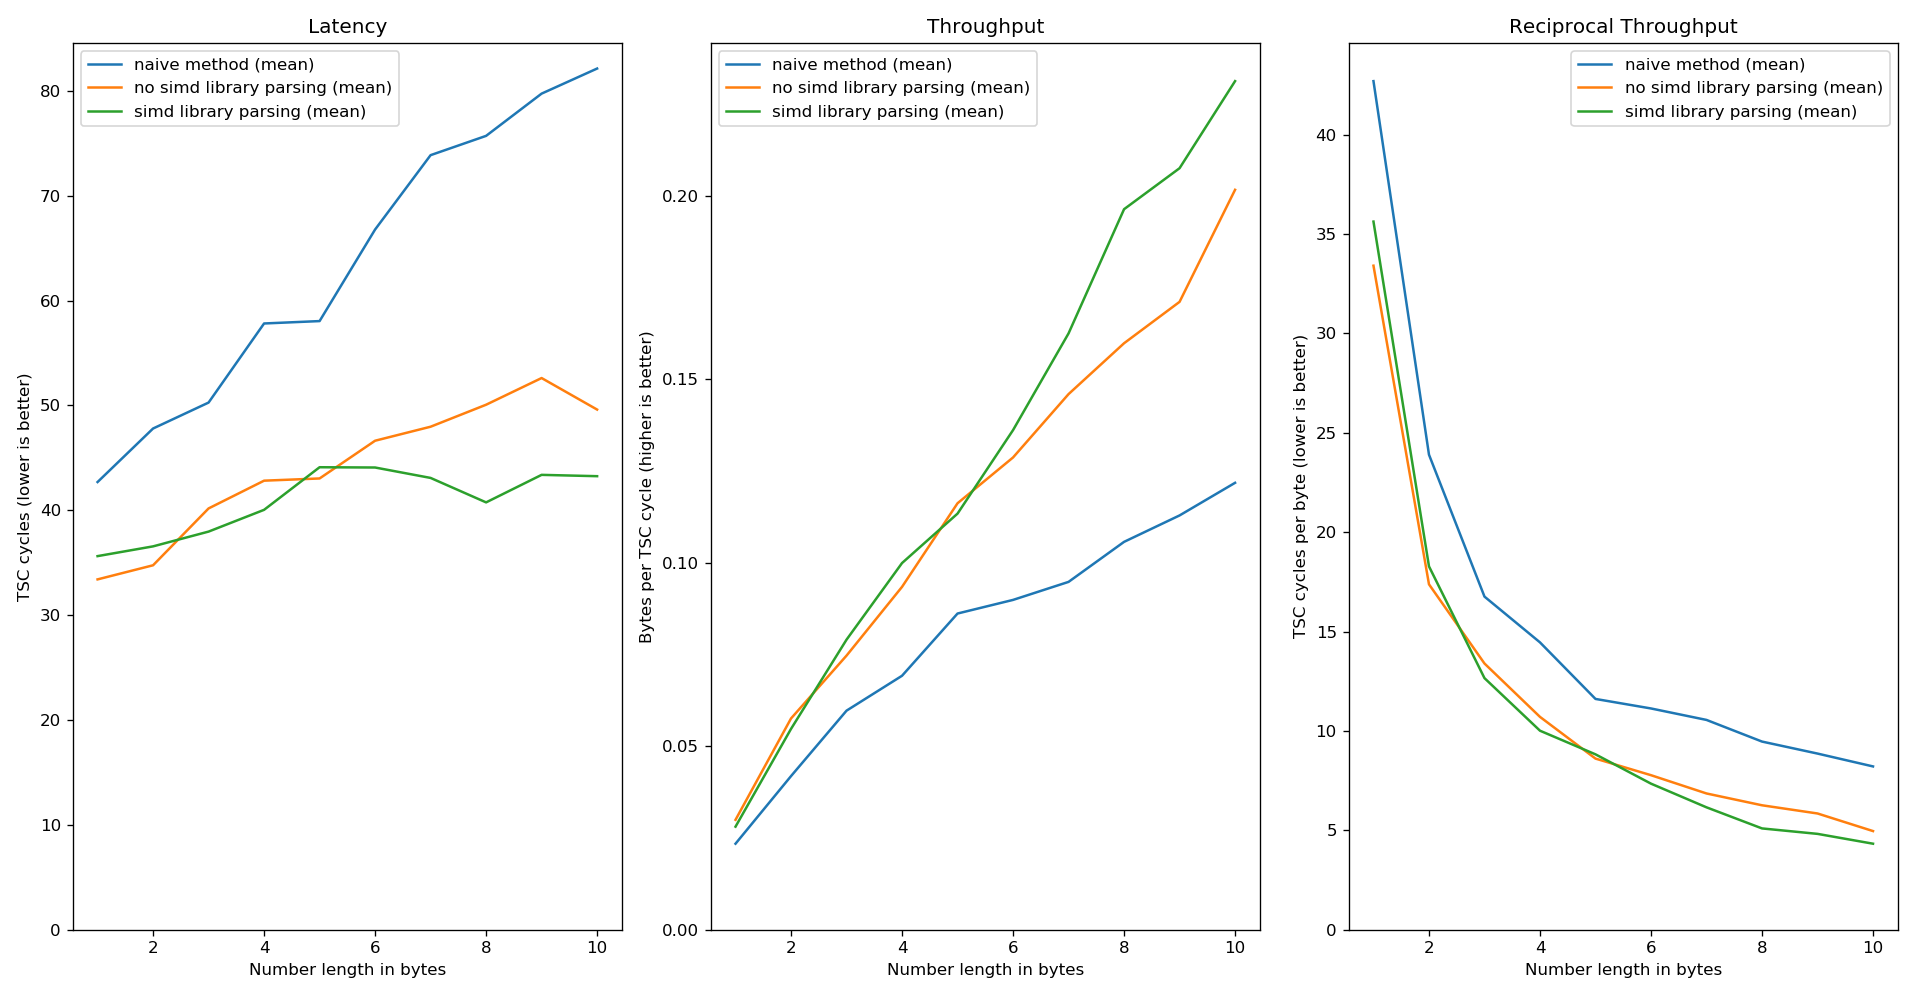 Latency
naive method (mean)
no simd library parsing (mean)
simd library parsing (mean)
TSC cycles (lower is better)
80
70
60
50
40
30
20
10
0
2 4 6 8 10
Number length in bytes
Throughput
naive method (mean)
no simd library parsing (mean)
simd library parsing (mean)
Bytes per TSC cycle (higher is better)
0.20
0.15
0.10
0.05
0.00
2 4 6 8 10
Number length in bytes
Reciprocal Throughput
naive method (mean)
no simd library parsing (mean)
simd library parsing (mean)
TSC cycles per byte (lower is better)
40
35
30
25
20
15
10
5
0
2 4 6 8 10
Number length in bytes